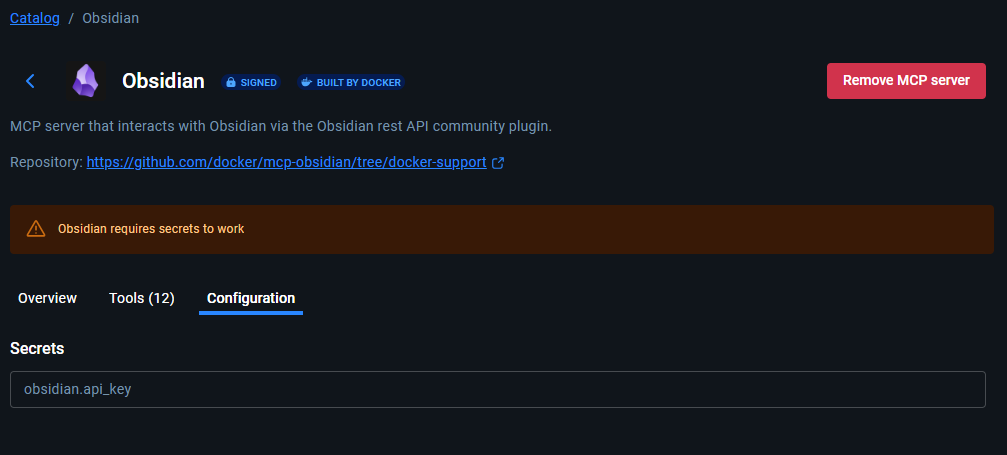 Catalog / Obsidian
Obsidian SIGNED BUILT BY DOCKER Remove MCP server
MCP server that interacts with Obsidian via the Obsidian rest API community plugin.
Repository: https://github.com/docker/mcp-obsidian/tree/docker-support
Obsidian requires secrets to work
Overview Tools (12) Configuration
Secrets
obsidian.api_key